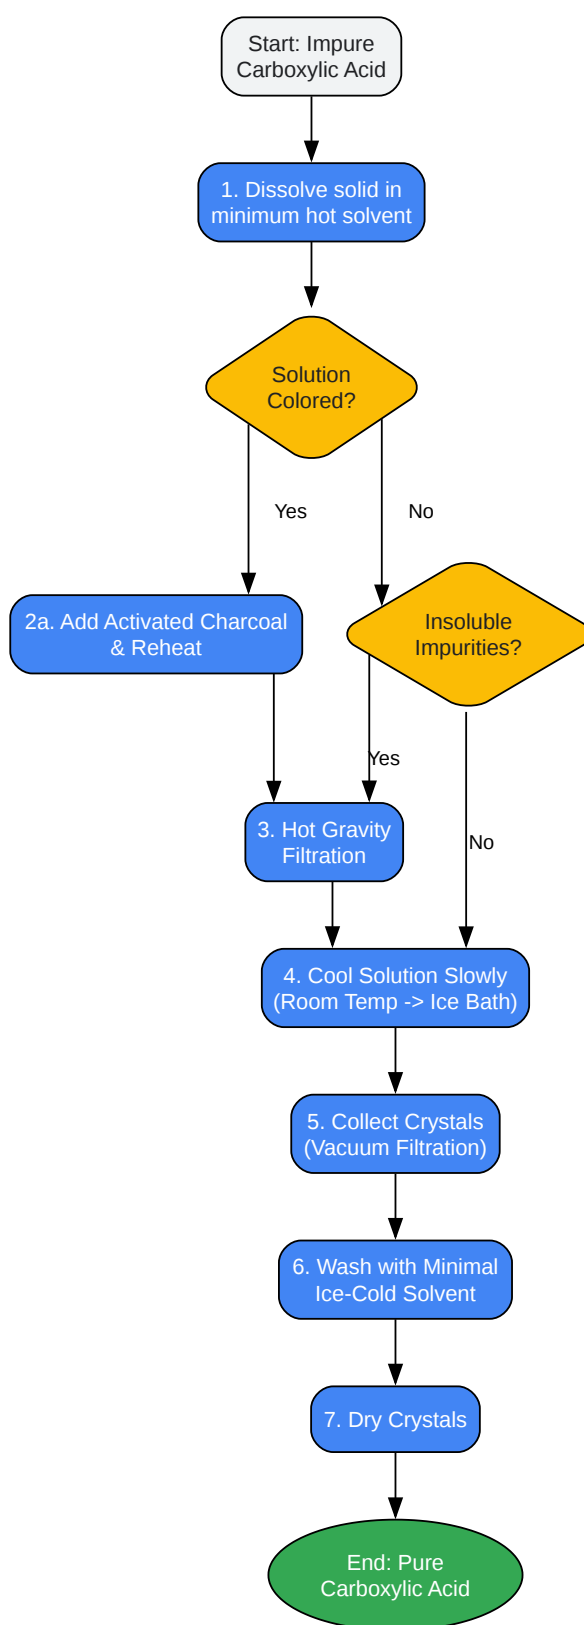 Start: Impure
Carboxylic Acid
1. Dissolve solid in
minimum hot solvent
Solution
Colored?
Yes
No
2a. Add Activated Charcoal
& Reheat
Insoluble
Impurities?
Yes
3. Hot Gravity
Filtration
No
4. Cool Solution Slowly
(Room Temp -> Ice Bath)
5. Collect Crystals
(Vacuum Filtration)
6. Wash with Minimal
Ice-Cold Solvent
7. Dry Crystals
End: Pure
Carboxylic Acid